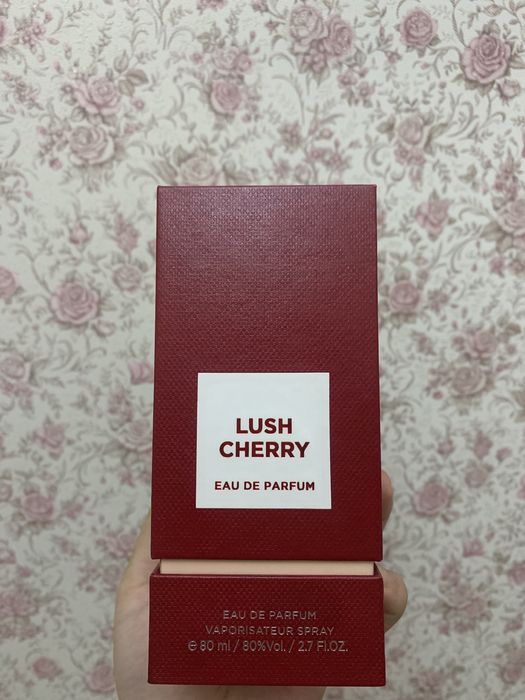 LUSH
CHERRY
EAU DE PARFUM
EAU DE PARFUM
VAPORISATEUR SPRAY
℮ 80 ml / 80%Vol. / 2.7 Fl.OZ.